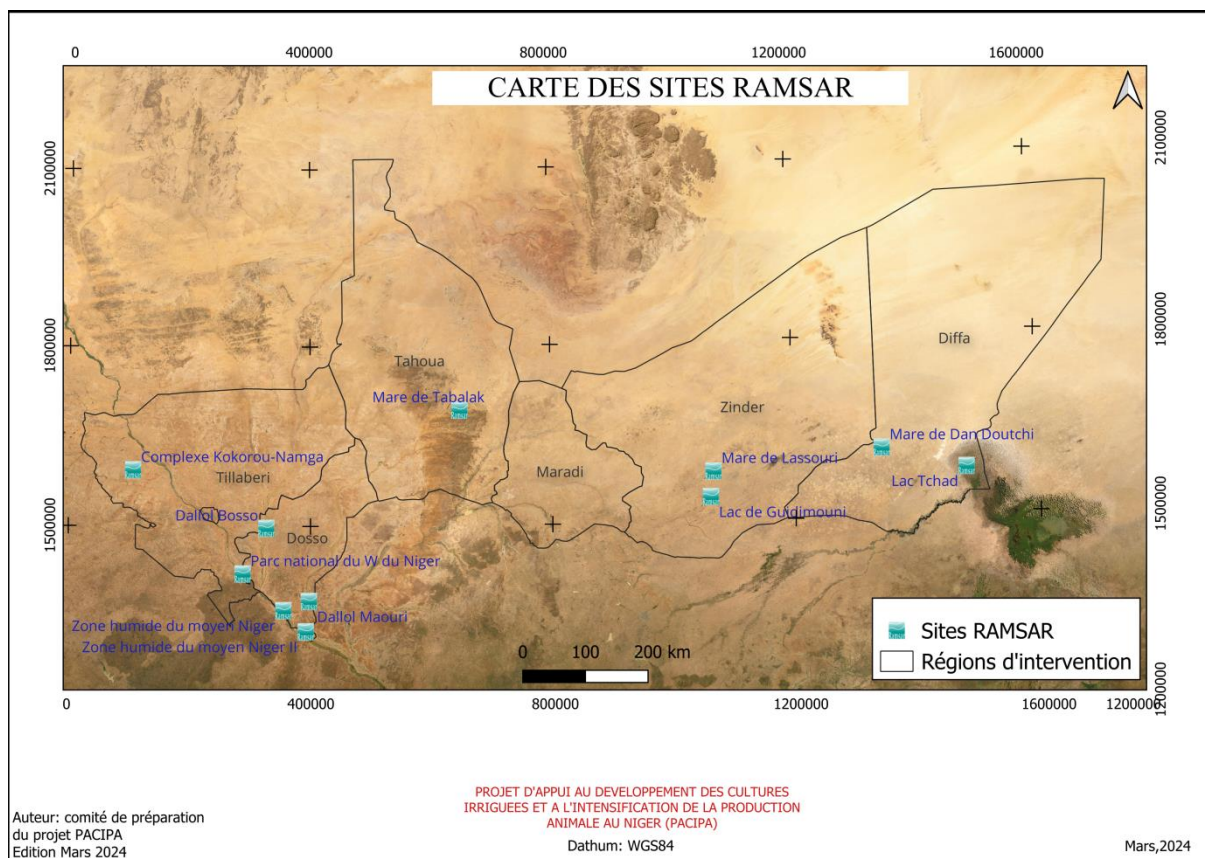 0 400000 800000 1200000 1600000
CARTE DES SITES RAMSAR
2100000 2100000
1800000 1800000
1500000 1500000
1200000
Tahoua
Mare de Tabalak
Diffa
Zinder
Mare de Dan Doutchi
Complexe Kokorou-Namga
Tillaberi
Maradi
Mare de Lassouri
Lac Tchad
Lac de Guidimouni
Dallol Bosso
Dosso
Parc national du W du Niger
Dallol Maouri
Zone humide du moyen Niger
Zone humide du moyen Niger II
0 100 200 km
Sites RAMSAR
Régions d'intervention
0 400000 800000 1200000 1600000 1200000
PROJET D'APPUI AU DEVELOPPEMENT DES CULTURES
IRRIGUEES ET A L'INTENSIFICATION DE LA PRODUCTION
ANIMALE AU NIGER (PACIPA)
Auteur: comité de préparation
du projet PACIPA
Edition Mars 2024
Dathum: WGS84
Mars,2024